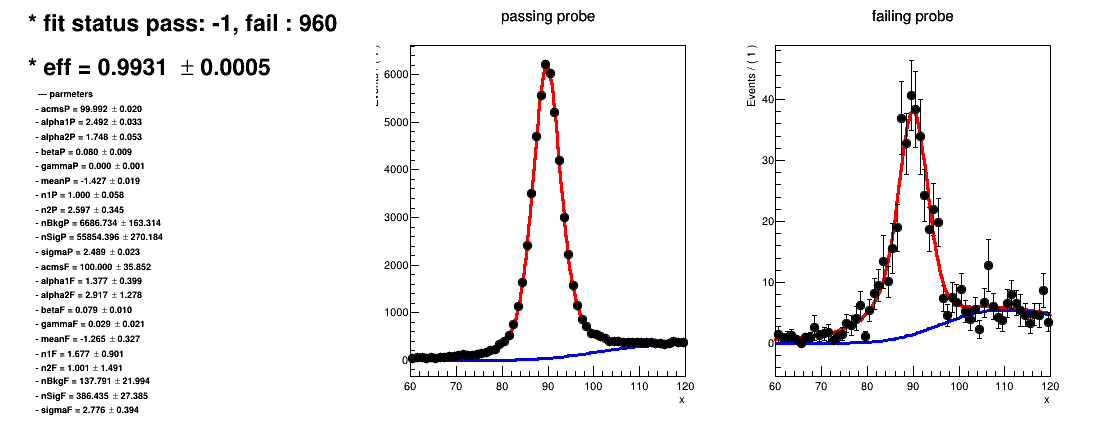 * fit status pass: -1, fail : 960
* eff = 0.9931 ± 0.0005
— parmeters
- acmsP = 99.992 ± 0.020
- alpha1P = 2.492 ± 0.033
- alpha2P = 1.748 ± 0.053
- betaP = 0.080 ± 0.009
- gammaP = 0.000 ± 0.001
- meanP = -1.427 ± 0.019
- n1P = 1.000 ± 0.058
- n2P = 2.597 ± 0.345
- nBkgP = 6686.734 ± 163.314
- nSigP = 55854.396 ± 270.184
- sigmaP = 2.489 ± 0.023
- acmsF = 100.000 ± 35.852
- alpha1F = 1.377 ± 0.399
- alpha2F = 2.917 ± 1.278
- betaF = 0.079 ± 0.010
- gammaF = 0.029 ± 0.021
- meanF = -1.265 ± 0.327
- n1F = 1.677 ± 0.901
- n2F = 1.001 ± 1.491
- nBkgF = 137.791 ± 21.994
- nSigF = 386.435 ± 27.385
- sigmaF = 2.776 ± 0.394
passing probe
6000
5000
4000
3000
2000
1000
0
60 70 80 90 100 110 120
x
failing probe
Events / ( 1 )
40
30
20
10
0
60 70 80 90 100 110 120
x